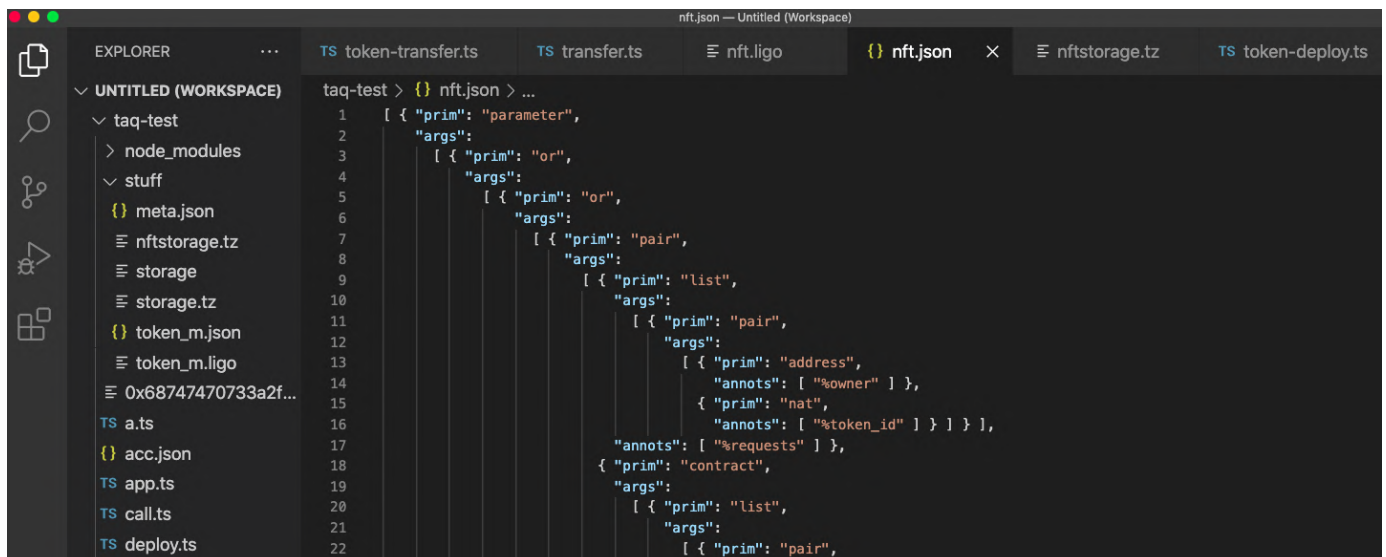 nft.json — Untitled (Workspace)
EXPLORER ...
UNTITLED (WORKSPACE)
taq-test
node_modules
stuff
{} meta.json
nftstorage.tz
storage
storage.tz
{} token_m.json
token_m.ligo
0x68747470733a2f...
TS a.ts
{} acc.json
TS app.ts
TS call.ts
TS deploy.ts
TS token-transfer.ts TS transfer.ts nft.ligo {} nft.json × nftstorage.tz TS token-deploy.ts
taq-test > {} nft.json > ...
1 [ { "prim": "parameter",
2 "args":
3 [ { "prim": "or",
4 "args":
5 [ { "prim": "or",
6 "args":
7 [ { "prim": "pair",
8 "args":
9 [ { "prim": "list",
10 "args":
11 [ { "prim": "pair",
12 "args":
13 [ { "prim": "address",
14 "annots": [ "%owner" ] },
15 { "prim": "nat",
16 "annots": [ "%token_id" ] } ] } ],
17 "annots": [ "%requests" ] },
18 { "prim": "contract",
19 "args":
20 [ { "prim": "list",
21 "args":
22 [ { "prim": "pair",